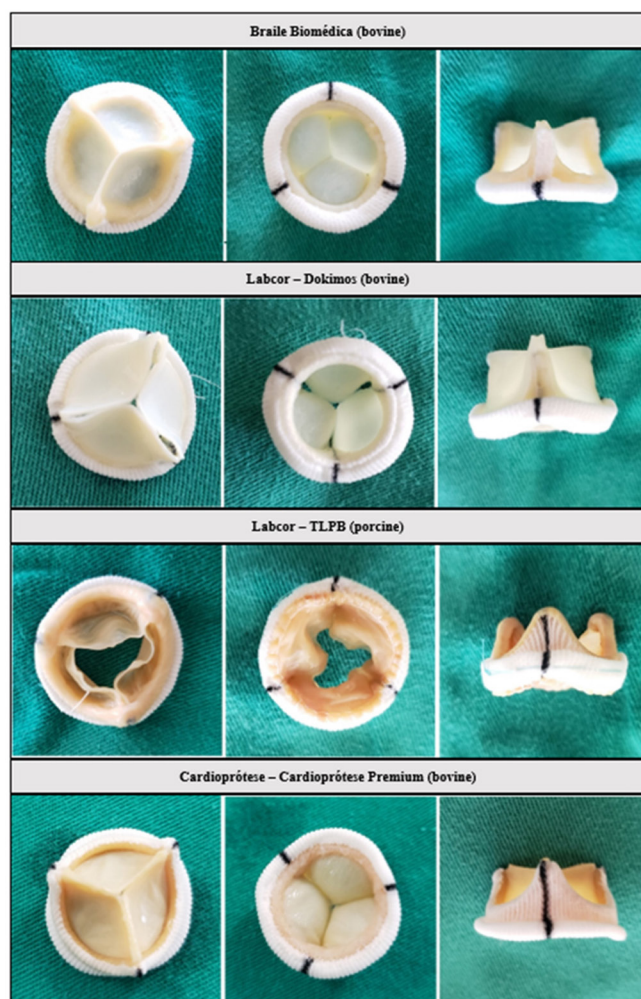 Braile Biomédica (bovine)
Labcor – Dokimos (bovine)
Labcor – TLPB (porcine)
Cardioprótese – Cardioprótese Premium (bovine)